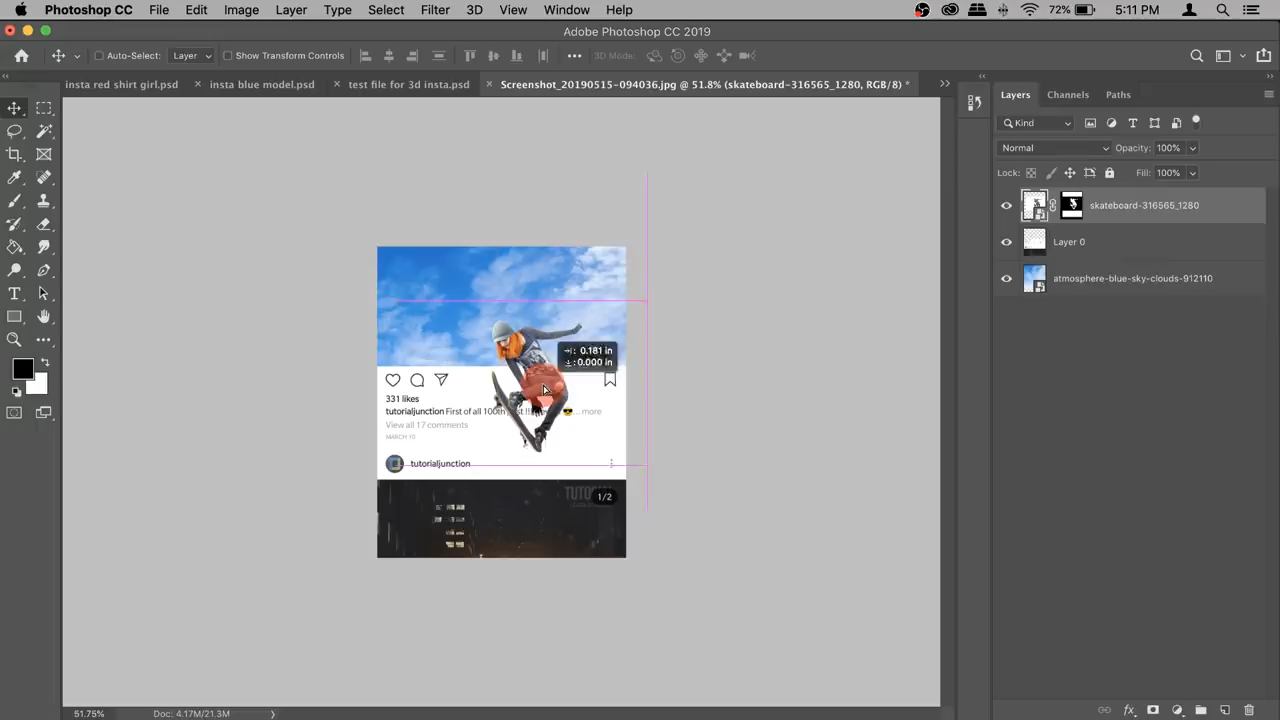 Photoshop CC File Edit Image Layer Type Select Filter 3D View Window Help 72% 5:11 PM
Adobe Photoshop CC 2019
Auto-Select: Layer Show Transform Controls 3D Mode:
insta red shirt girl.psd insta blue model.psd test file for 3d insta.psd Screenshot_20190515-094036.jpg @ 51.8% (skateboard-316565_1280, RGB/8) *
Layers Channels Paths
Kind
Normal Opacity: 100%
Lock: Fill: 100%
skateboard-316565_1280
Layer 0
atmosphere-blue-sky-clouds-912110
0.181 in
0.000 in
331 likes
tutorialjunction First of all 100th !! ... more
View all 17 comments
MARCH 10
tutorialjunction
TUTOR
1/2
51.75% Doc: 4.17M/21.3M